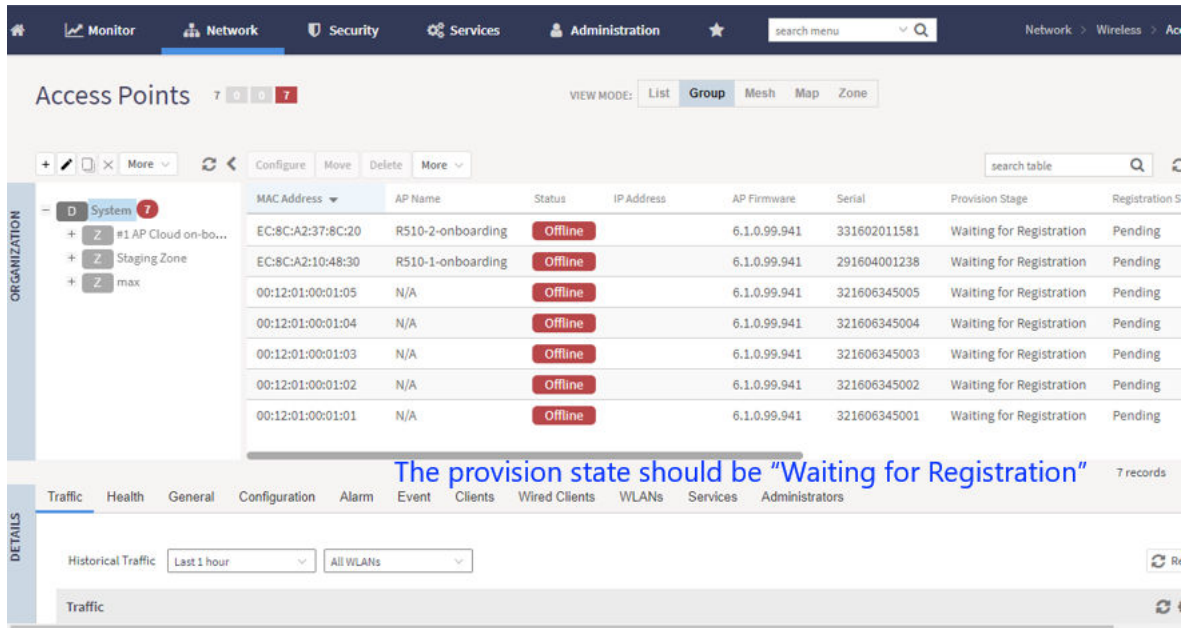 Monitor Network Security Services Administration search menu Network > Wireless >
Access Points 7 0 0 7 VIEW MODE: List Group Mesh Map Zone
+ More Configure Move Delete More search table
ORGANIZATION
D System 7
+ Z #1 AP Cloud on-bo...
+ Z Staging Zone
+ Z max
MAC Address AP Name Status IP Address AP Firmware Serial Provision Stage Registration S
EC:8C:A2:37:8C:20 R510-2-onboarding Offline 6.1.0.99.941 331602011581 Waiting for Registration Pending
EC:8C:A2:10:48:30 R510-1-onboarding Offline 6.1.0.99.941 291604001238 Waiting for Registration Pending
00:12:01:00:01:05 N/A Offline 6.1.0.99.941 321606345005 Waiting for Registration Pending
00:12:01:00:01:04 N/A Offline 6.1.0.99.941 321606345004 Waiting for Registration Pending
00:12:01:00:01:03 N/A Offline 6.1.0.99.941 321606345003 Waiting for Registration Pending
00:12:01:00:01:02 N/A Offline 6.1.0.99.941 321606345002 Waiting for Registration Pending
00:12:01:00:01:01 N/A Offline 6.1.0.99.941 321606345001 Waiting for Registration Pending
The provision state should be “Waiting for Registration” 7 records
DETAILS
Traffic Health General Configuration Alarm Event Clients Wired Clients WLANs Services Administrators
Historical Traffic Last 1 hour All WLANs Re
Traffic